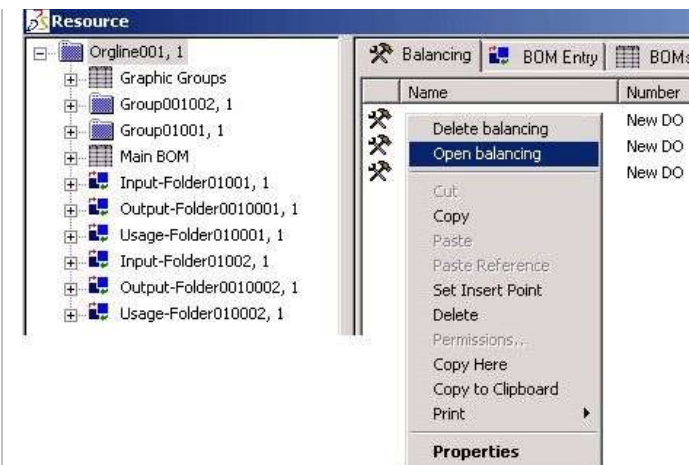 Resource
Orgline001, 1
Graphic Groups
Group001002, 1
Group01001, 1
Main BOM
Input-Folder01001, 1
Output-Folder0010001, 1
Usage-Folder010001, 1
Input-Folder01002, 1
Output-Folder0010002, 1
Usage-Folder010002, 1
Balancing BOM Entry BOMs
Name Number
New DO
New DO
New DO
Delete balancing
Open balancing
Cut
Copy
Paste
Paste Reference
Set Insert Point
Delete
Permissions...
Copy Here
Copy to Clipboard
Print
Properties